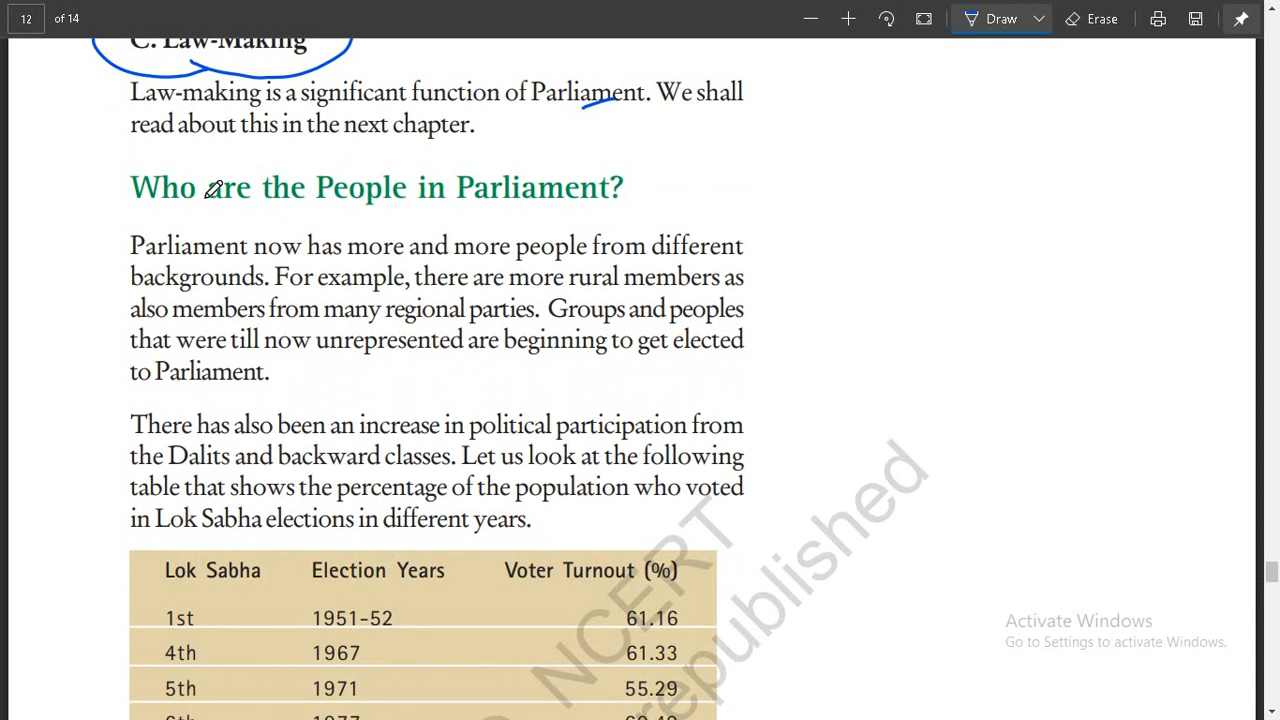 12 of 14
Draw
Erase
C. Law-Making
Law-making is a significant function of Parliament. We shall
read about this in the next chapter.
Who are the People in Parliament?
Parliament now has more and more people from different
backgrounds. For example, there are more rural members as
also members from many regional parties. Groups and peoples
that were till now unrepresented are beginning to get elected
to Parliament.
There has also been an increase in political participation from
the Dalits and backward classes. Let us look at the following
table that shows the percentage of the population who voted
in Lok Sabha elections in different years.
Lok Sabha Election Years Voter Turnout (%)
1st 1951-52 61.16
4th 1967 61.33
5th 1971 55.29
NCERT
republished
Activate Windows
Go to Settings to activate Windows.